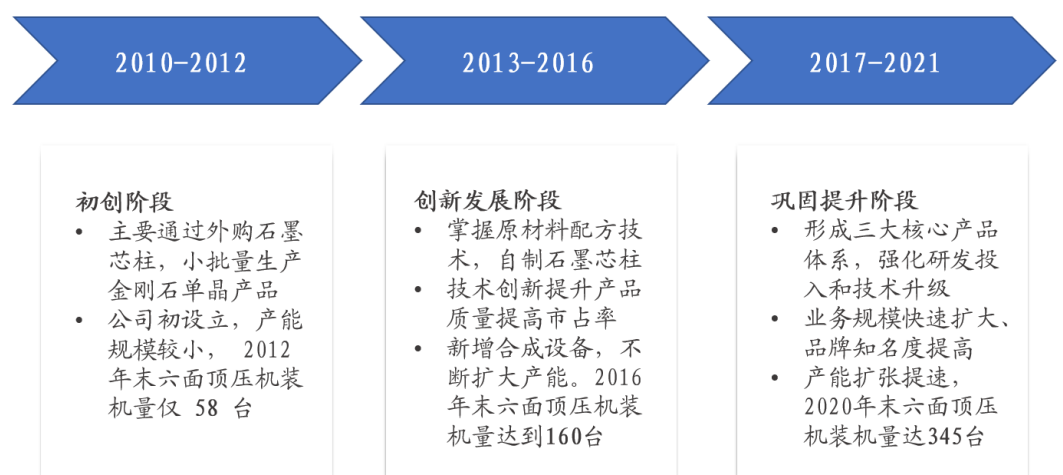 2010-2012
2013-2016
2017-2021
初创阶段
• 主要通过外购石墨
芯柱，小批量生产
金刚石单晶产品
• 公司初设立，产能
规模较小， 2012
年末六面顶压机装
机量仅 58 台
创新发展阶段
• 掌握原材料配方技
术，自制石墨芯柱
• 技术创新提升产品
质量提高市占率
• 新增合成设备，不
断扩大产能。2016
年末六面顶压机装
机量达到160台
巩固提升阶段
• 形成三大核心产品
体系，强化研发投
入和技术升级
• 业务规模快速扩大、
品牌知名度提高
• 产能扩张提速，
2020年末六面顶压
机装机量达345台